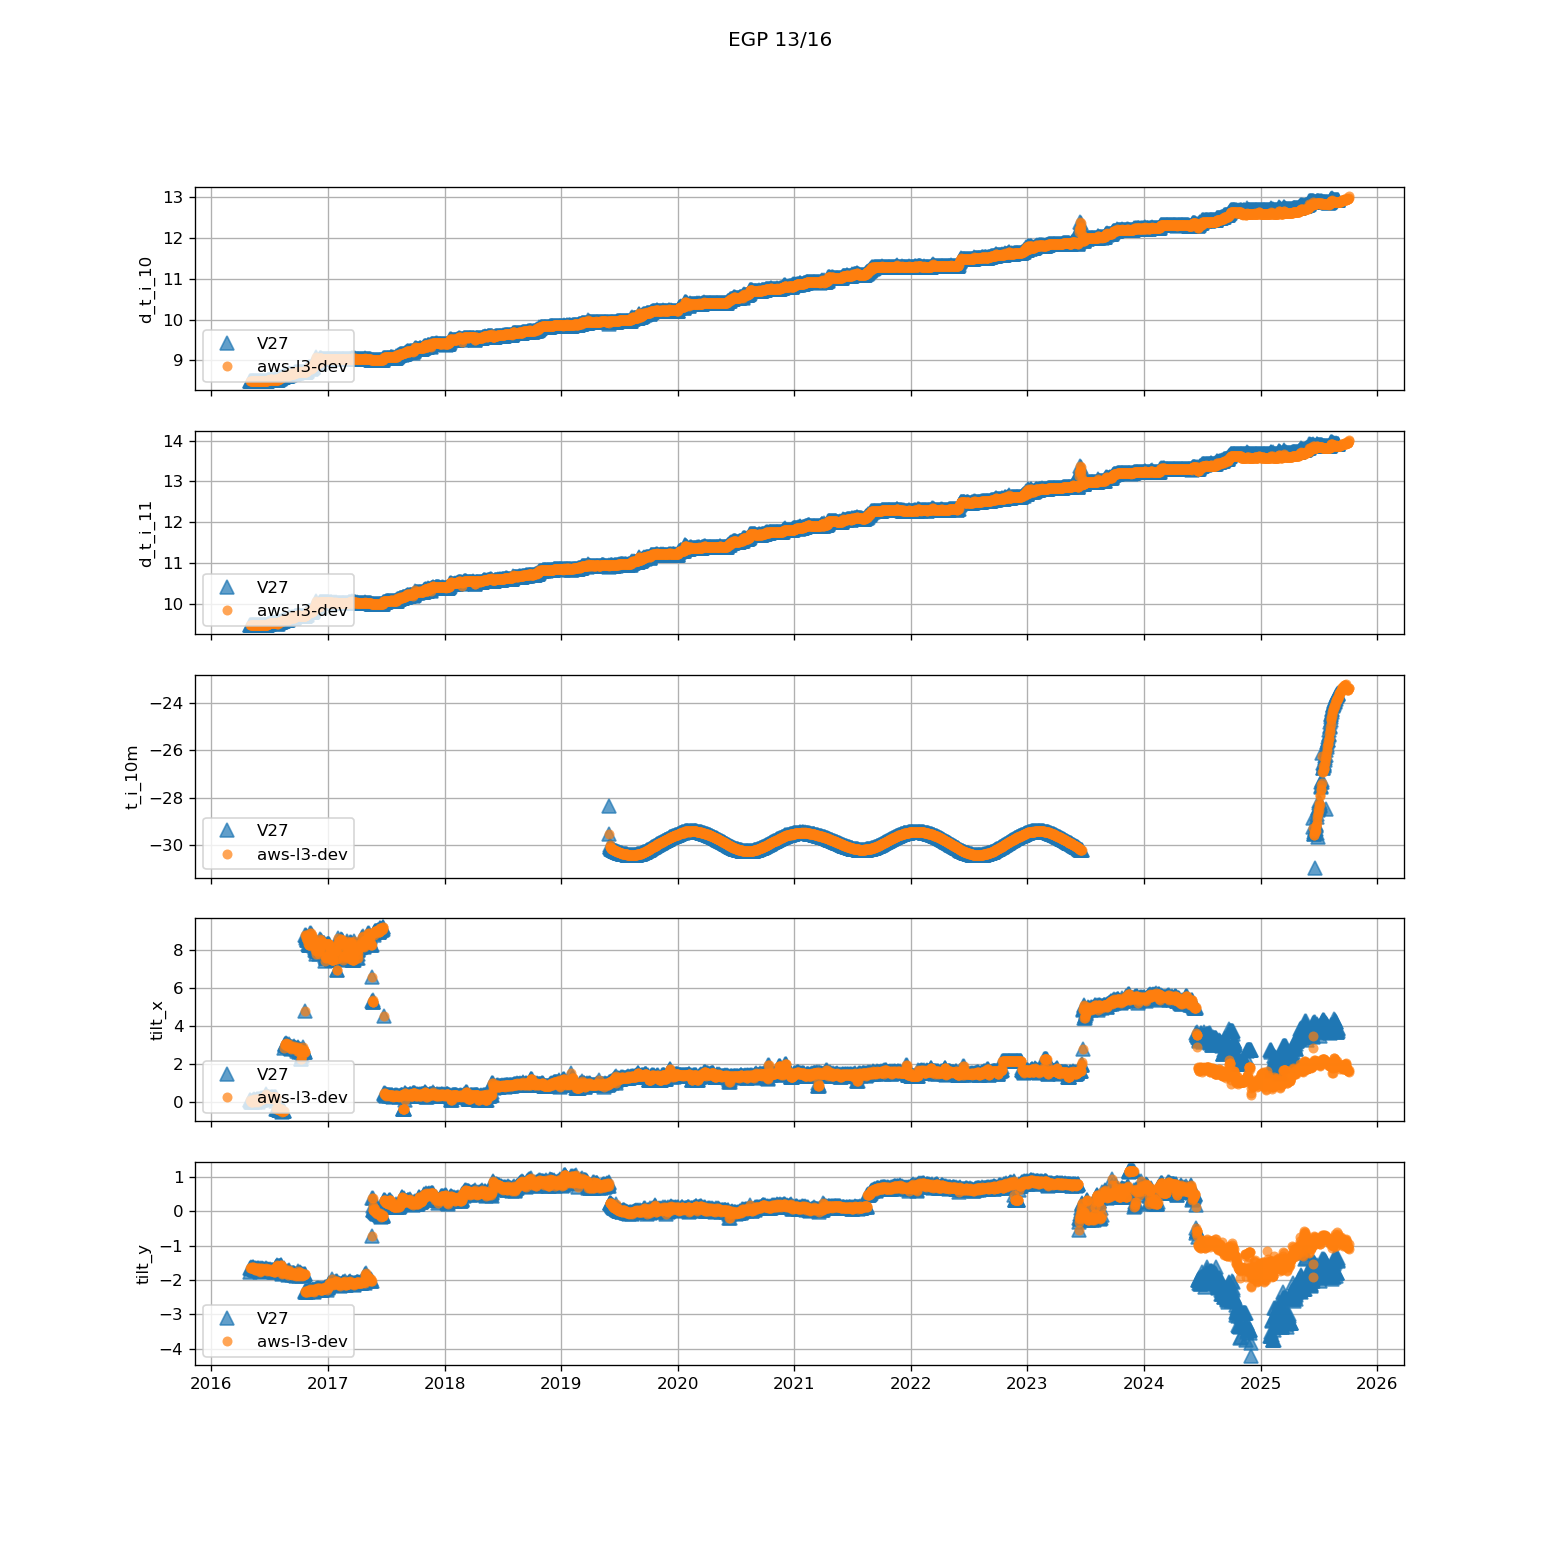 EGP 13/16
13
12
11
10
9
d_t_i_10
V27
aws-l3-dev
14
13
12
11
10
d_t_i_11
V27
aws-l3-dev
−24
−26
−28
−30
t_i_10m
V27
aws-l3-dev
8
6
4
2
0
tilt_x
V27
aws-l3-dev
1
0
−1
−2
−3
−4
tilt_y
V27
aws-l3-dev
2016 2017 2018 2019 2020 2021 2022 2023 2024 2025 2026